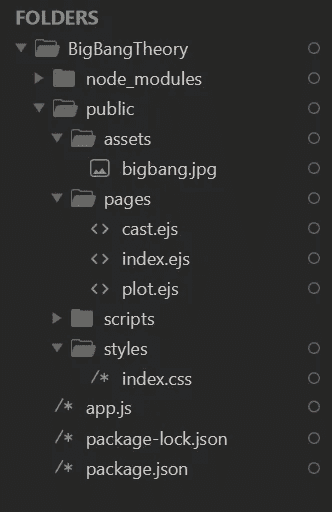 FOLDERS
BigBangTheory
node_modules
public
assets
bigbang.jpg
pages
cast.ejs
index.ejs
plot.ejs
scripts
styles
index.css
app.js
package-lock.json
package.json